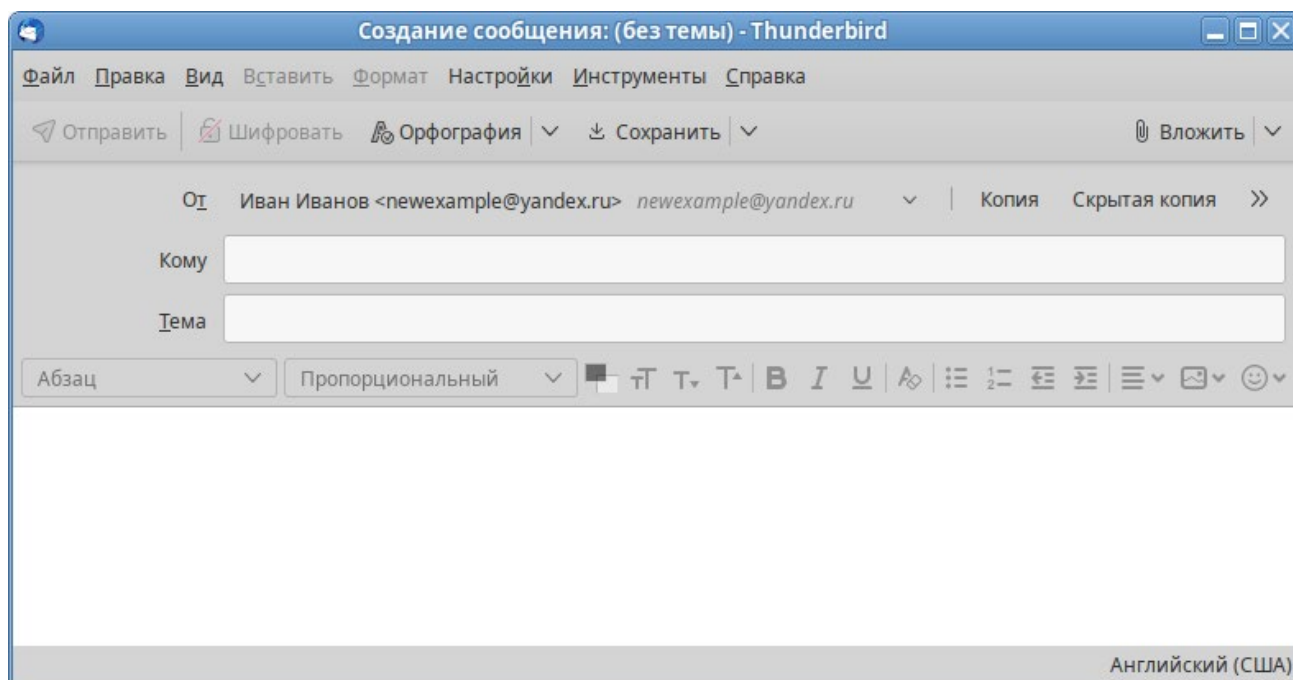 Создание сообщения: (без темы) - Thunderbird
Файл Правка Вид Вставить Формат Настройки Инструменты Справка
Отправить Шифровать Орфография Сохранить Вложить
От Иван Иванов <newexample@yandex.ru> newexample@yandex.ru Копия Скрытая копия
Кому
Тема
Абзац Пропорциональный
Английский (США)